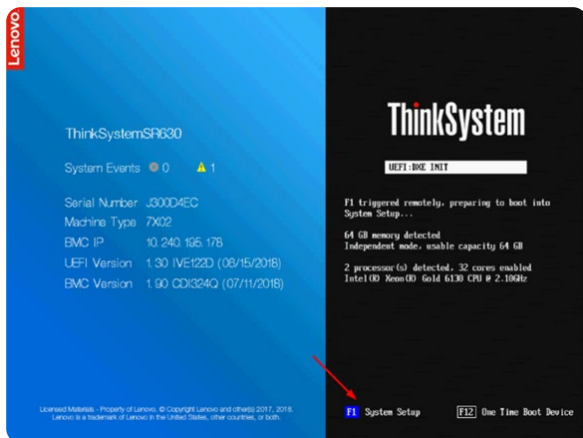 Lenovo
ThinkSystemSR630
System Events 0 1
Serial Number J300D4EC
Machine Type 7X02
BMC IP 10.240.195.178
UEFI Version 1.30 IVE122D (06/15/2018)
BMC Version 1.90 CDI324Q (07/11/2018)
Licensed Materials - Property of Lenovo. © Copyright Lenovo and other(s) 2017, 2018.
Lenovo is a trademark of Lenovo in the United States, other countries, or both.
ThinkSystem
UEFI:DXE INIT
F1 triggered remotely, preparing to boot into
System Setup...
64 GB memory detected
Independent mode, usable capacity 64 GB
2 processor(s) detected, 32 cores enabled
Intel(R) Xeon(R) Gold 6130 CPU @ 2.10GHz
F1 System Setup
F12 One Time Boot Device